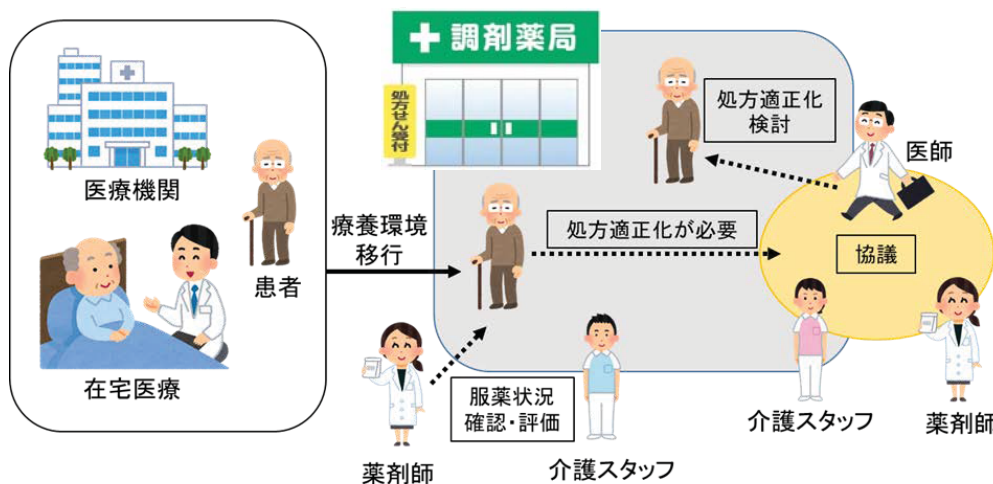 医療機関
患者
在宅医療
療養環境
移行
調剤薬局
処方せん受付
処方適正化
検討
医師
処方適正化が必要
協議
服薬状況
確認・評価
薬剤師
介護スタッフ
介護スタッフ
薬剤師